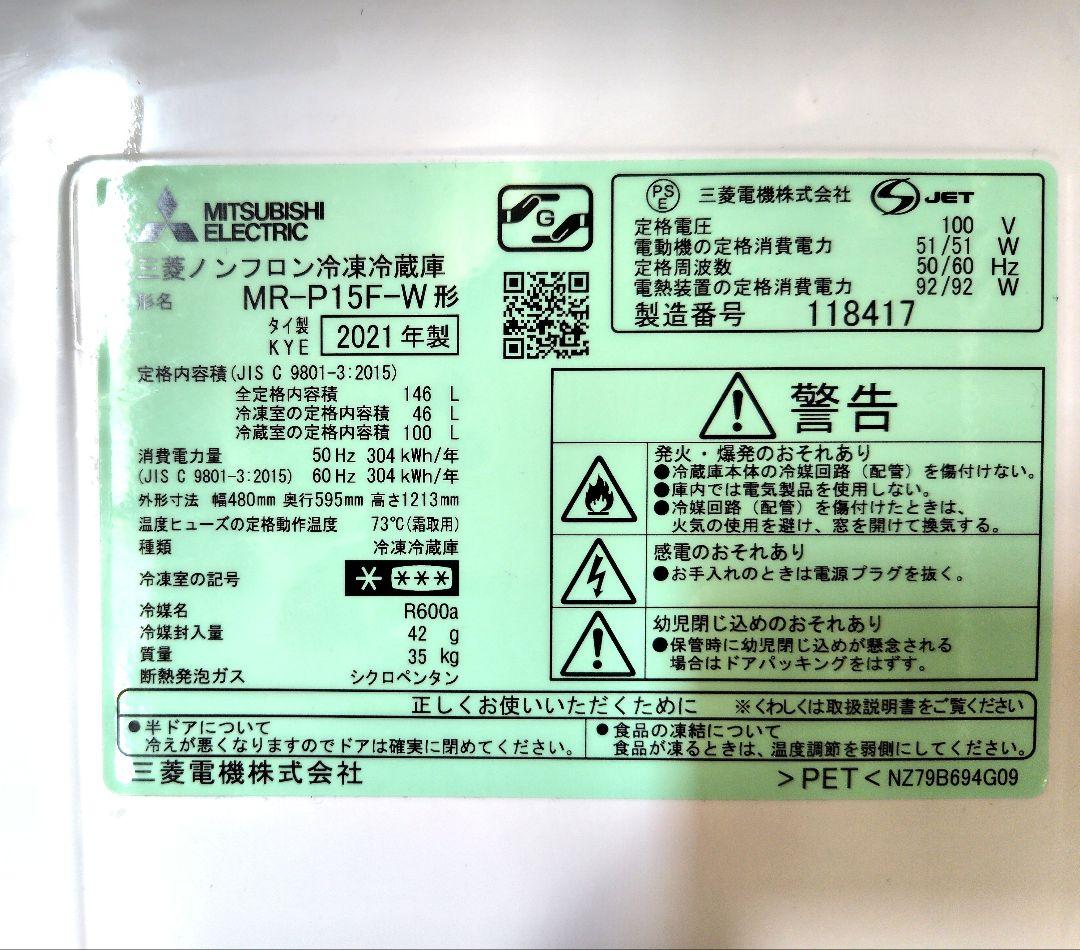 MITSUBISHI
ELECTRIC
三菱ノンフロン冷凍冷蔵庫
形名 MR-P15F-W形
タイ製
KYE 2021年製
定格内容積(JIS C 9801-3:2015)
全定格内容積 146 L
冷凍室の定格内容積 46 L
冷蔵室の定格内容積 100 L
消費電力量 50Hz 304kWh/年
(JIS C 9801-3:2015) 60Hz 304kWh/年
外形寸法 幅480mm 奥行595mm 高さ1213mm
温度ヒューズの定格動作温度 73℃(霜取用)
種類 冷凍冷蔵庫
冷凍室の記号 * ***
冷媒名 R600a
冷媒封入量 42 g
質量 35 kg
断熱発泡ガス シクロペンタン
G
PS
E 三菱電機株式会社 S JET
定格電圧 100 V
電動機の定格消費電力 51/51 W
定格周波数 50/60 Hz
電熱装置の定格消費電力 92/92 W
製造番号 118417
警告
発火・爆発のおそれあり
●冷蔵庫本体の冷媒回路(配管)を傷付けない。
●庫内では電気製品を使用しない。
●冷媒回路(配管)を傷付けたときは、
火気の使用を避け、窓を開けて換気する。
感電のおそれあり
●お手入れのときは電源プラグを抜く。
幼児閉じ込めのおそれあり
●保管時に幼児閉じ込めが懸念される
場合はドアパッキングをはずす。
正しくお使いいただくために ※くわしくは取扱説明書をご覧ください
●半ドアについて
冷えが悪くなりますのでドアは確実に閉めてください。
●食品の凍結について
食品が凍るときは、温度調節を弱側にしてください。
三菱電機株式会社
>PET< NZ79B694G09